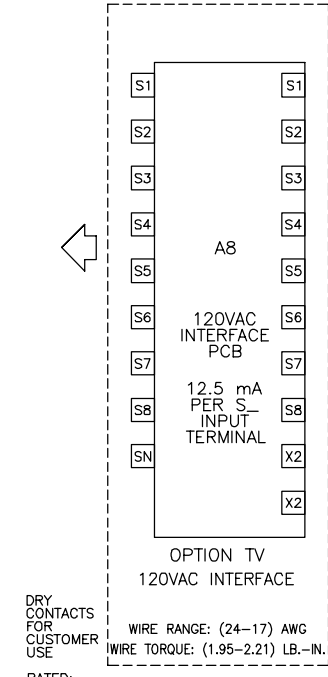 S1
S1
S2
S2
S3
S3
S4
S4
A8
S5
S5
S6
S6
120VAC
INTERFACE
PCB
S7
S7
12.5 mA
PER S_
INPUT
TERMINAL
S8
S8
SN
X2
X2
OPTION TV
120VAC INTERFACE
DRY
CONTACTS
FOR
CUSTOMER
USE
WIRE RANGE: (24-17) AWG
WIRE TORQUE: (1.95-2.21) LB.-IN.
RATED: